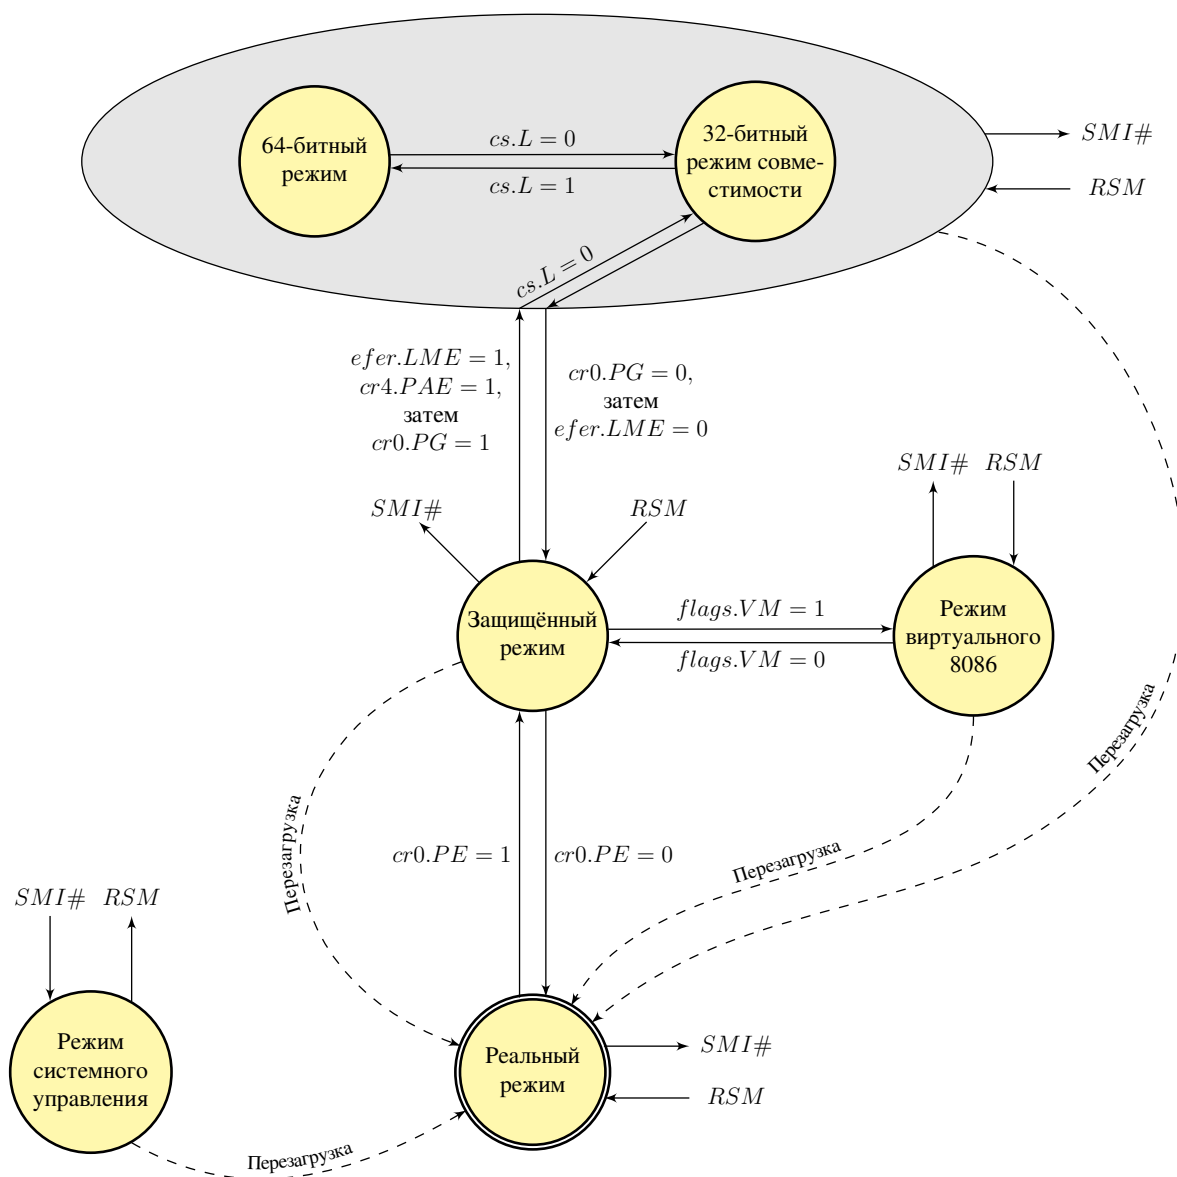 64-битный
режим
cs.L = 0
cs.L = 1
32-битный
режим совме-
стимости
SMI#
RSM
cs.L = 0
efer.LME = 1,
cr4.PAE = 1,
затем
cr0.PG = 1
cr0.PG = 0,
затем
efer.LME = 0
SMI# RSM
SMI#
RSM
Защищённый
режим
flags.VM = 1
flags.VM = 0
Режим
виртуального
8086
Перезагрузка
Перезагрузка
cr0.PE = 1
cr0.PE = 0
Перезагрузка
SMI# RSM
Режим
системного
управления
Реальный
режим
SMI#
RSM
Перезагрузка